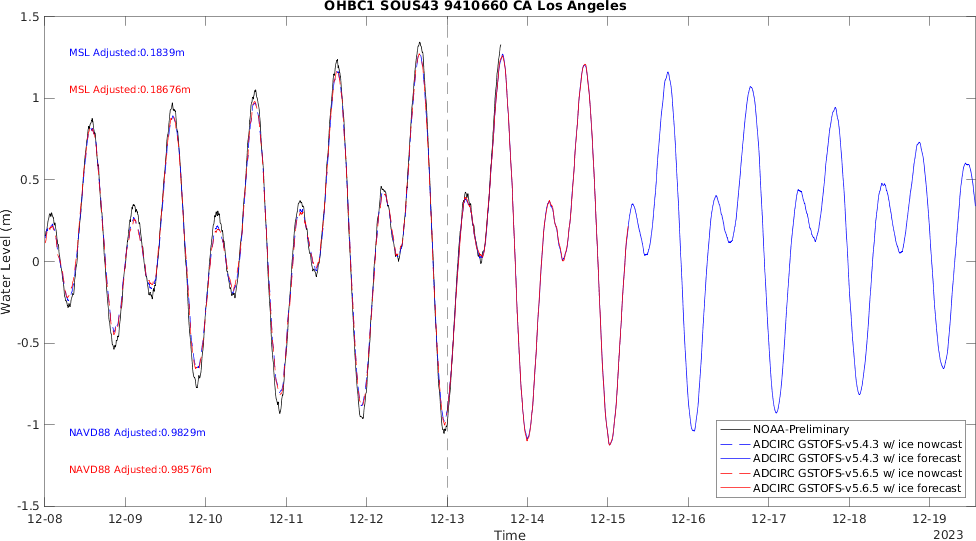 OHBC1 SOUS43 9410660 CA Los Angeles
1.5
1
0.5
0
-0.5
-1
-1.5
Water Level (m)
MSL Adjusted:0.1839m
MSL Adjusted:0.18676m
NAVD88 Adjusted:0.9829m
NAVD88 Adjusted:0.98576m
NOAA-Preliminary
ADCIRC GSTOFS-v5.4.3 w/ ice nowcast
ADCIRC GSTOFS-v5.4.3 w/ ice forecast
ADCIRC GSTOFS-v5.6.5 w/ ice nowcast
ADCIRC GSTOFS-v5.6.5 w/ ice forecast
12-08 12-09 12-10 12-11 12-12 12-13 12-14 12-15 12-16 12-17 12-18 12-19
Time
2023